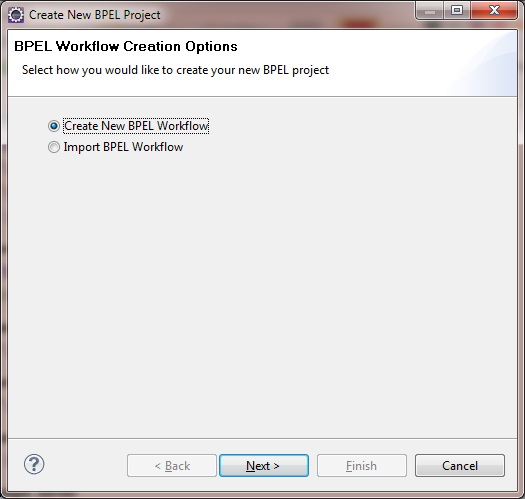 Create New BPEL Project
BPEL Workflow Creation Options
Select how you would like to create your new BPEL project
Create New BPEL Workflow
Import BPEL Workflow
? < Back Next > Finish Cancel